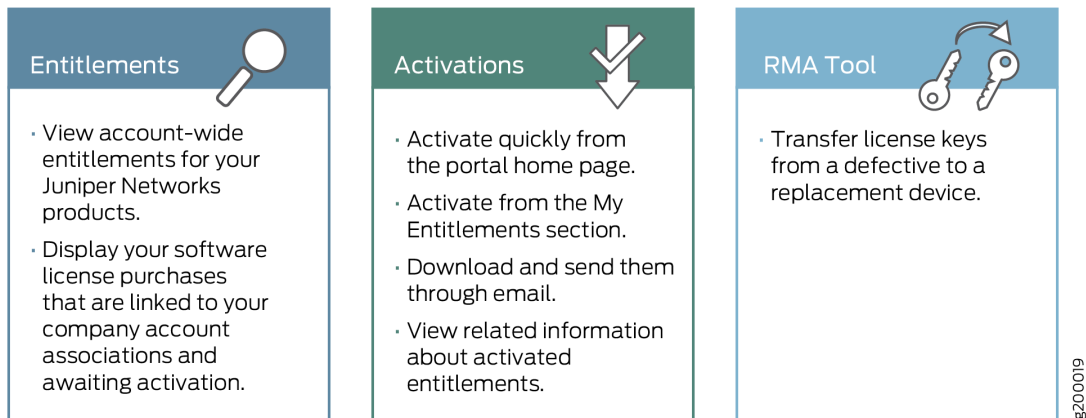 Entitlements
· View account-wide
entitlements for your
Juniper Networks
products.
· Display your software
license purchases
that are linked to your
company account
associations and
awaiting activation.
Activations
· Activate quickly from
the portal home page.
· Activate from the My
Entitlements section.
· Download and send them
through email.
· View related information
about activated
entitlements.
RMA Tool
· Transfer license keys
from a defective to a
replacement device.